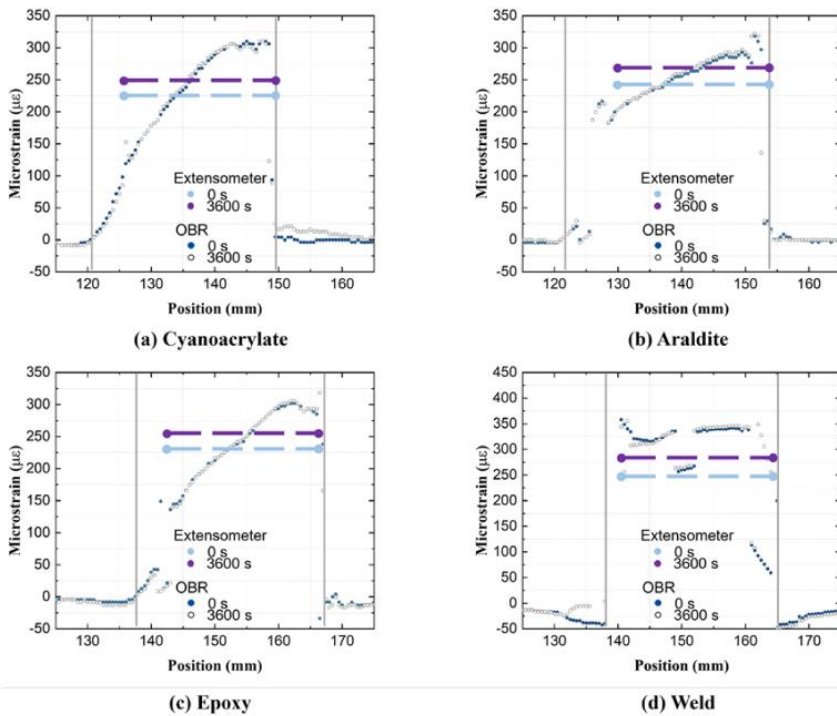 350
300
250
200
150
100
50
0
-50
Microstrain (με)
Extensometer
0 s
3600 s
OBR
0 s
3600 s
120 130 140 150 160
Position (mm)
(a) Cyanoacrylate
350
300
250
200
150
100
50
0
-50
Microstrain (με)
Extensometer
0 s
3600 s
OBR
0 s
3600 s
120 130 140 150 160
Position (mm)
(b) Araldite
350
300
250
200
150
100
50
0
-50
Microstrain (με)
Extensometer
0 s
3600 s
OBR
0 s
3600 s
130 140 150 160 170
Position (mm)
(c) Epoxy
450
400
350
300
250
200
150
100
50
0
-50
Microstrain (με)
Extensometer
0 s
3600 s
OBR
0 s
3600 s
130 140 150 160 170
Position (mm)
(d) Weld